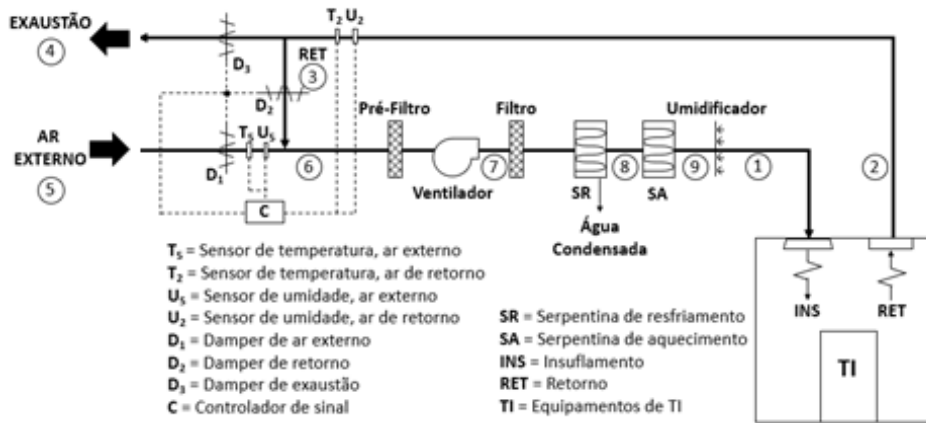 EXAUSTÃO
4
T₂ U₂
D₃
RET
3
D₂
AR
EXTERNO
5
T₅ U₅
D₁
6
C
Pré-Filtro
Ventilador
7
Filtro
SR
8
SA
9
Umidificador
1
2
Água
Condensada
INS
RET
TI
T₅ = Sensor de temperatura, ar externo
T₂ = Sensor de temperatura, ar de retorno
U₅ = Sensor de umidade, ar externo
U₂ = Sensor de umidade, ar de retorno
D₁ = Damper de ar externo
D₂ = Damper de retorno
D₃ = Damper de exaustão
C = Controlador de sinal
SR = Serpentina de resfriamento
SA = Serpentina de aquecimento
INS = Insuflamento
RET = Retorno
TI = Equipamentos de TI